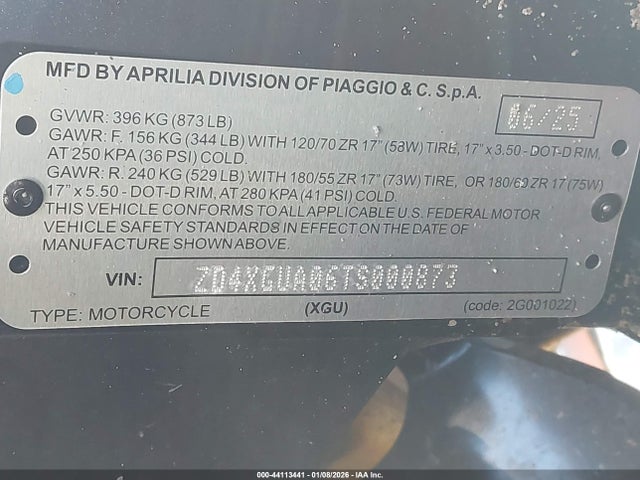 MFD BY APRILIA DIVISION OF PIAGGIO & C. S.p.A.
06/25
GVWR: 396 KG (873 LB)
GAWR: F. 156 KG (344 LB) WITH 120/70 ZR 17" (58W) TIRE, 17" x 3.50 - DOT-D RIM,
AT 250 KPA (36 PSI) COLD.
GAWR: R. 240 KG (529 LB) WITH 180/55 ZR 17" (73W) TIRE, OR 180/60 ZR 17 (75W)
17" x 5.50 - DOT-D RIM, AT 280 KPA (41 PSI) COLD.
THIS VEHICLE CONFORMS TO ALL APPLICABLE U.S. FEDERAL MOTOR
VEHICLE SAFETY STANDARDS IN EFFECT ON THE DATE OF
MANUFACTURE SHOWN ABOVE.
VIN: ZD4XGUA06TS000873
TYPE: MOTORCYCLE (XGU) (code: 2G001022)
000-44113441 - 01/08/2026 - IAA Inc.